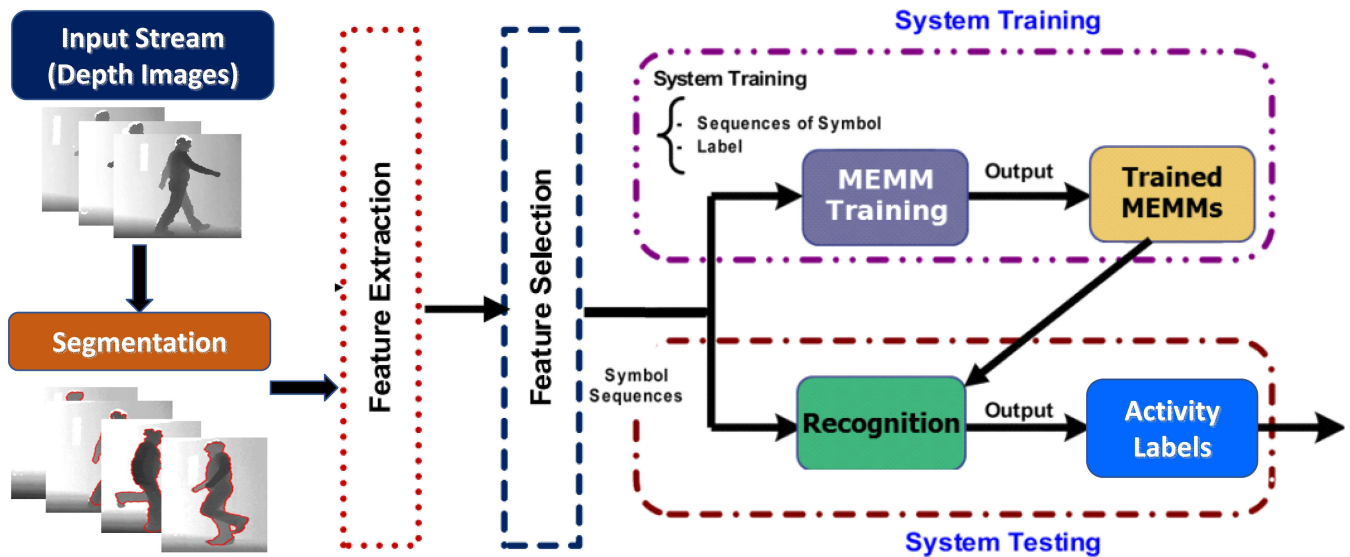 Input Stream
(Depth Images)
Segmentation
Feature Extraction
Feature Selection
System Training
System Training
- Sequences of Symbol
- Label
MEMM
Training
Output
Trained
MEMMs
Symbol
Sequences
Recognition
Output
Activity
Labels
System Testing